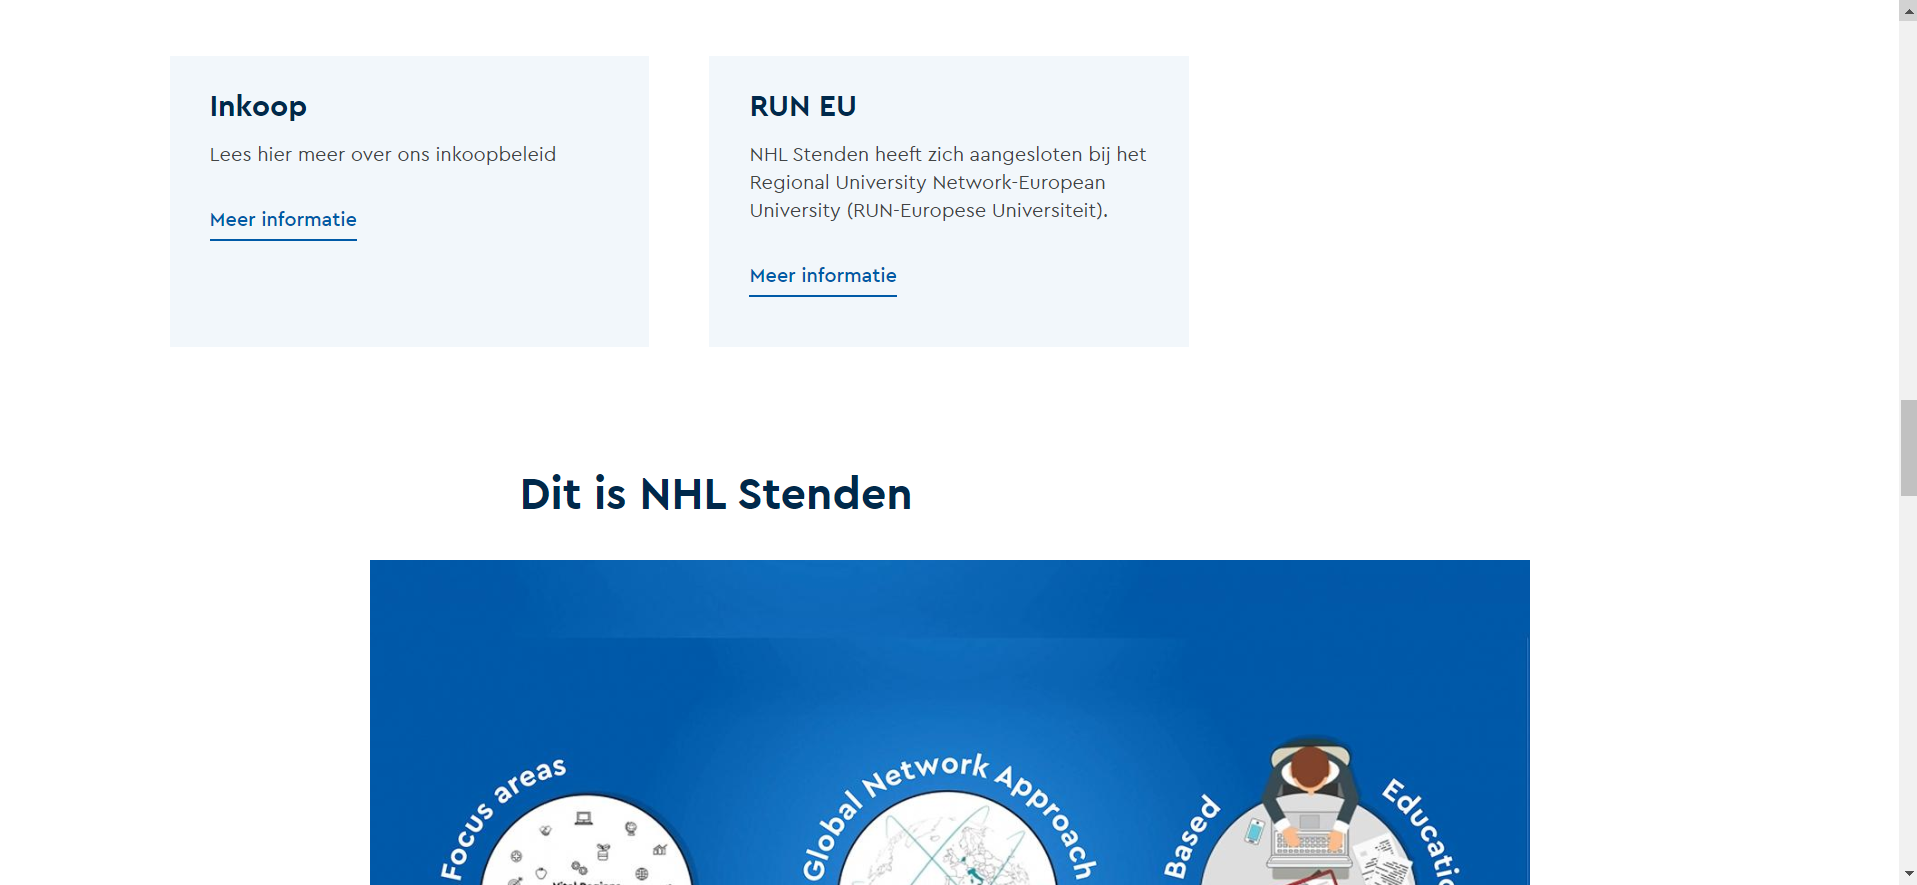 Inkoop
Lees hier meer over ons inkoopbeleid
Meer informatie
RUN EU
NHL Stenden heeft zich aangesloten bij het
Regional University Network-European
University (RUN-Europese Universiteit).
Meer informatie
Dit is NHL Stenden
Focus areas
Global Network Approach
Based